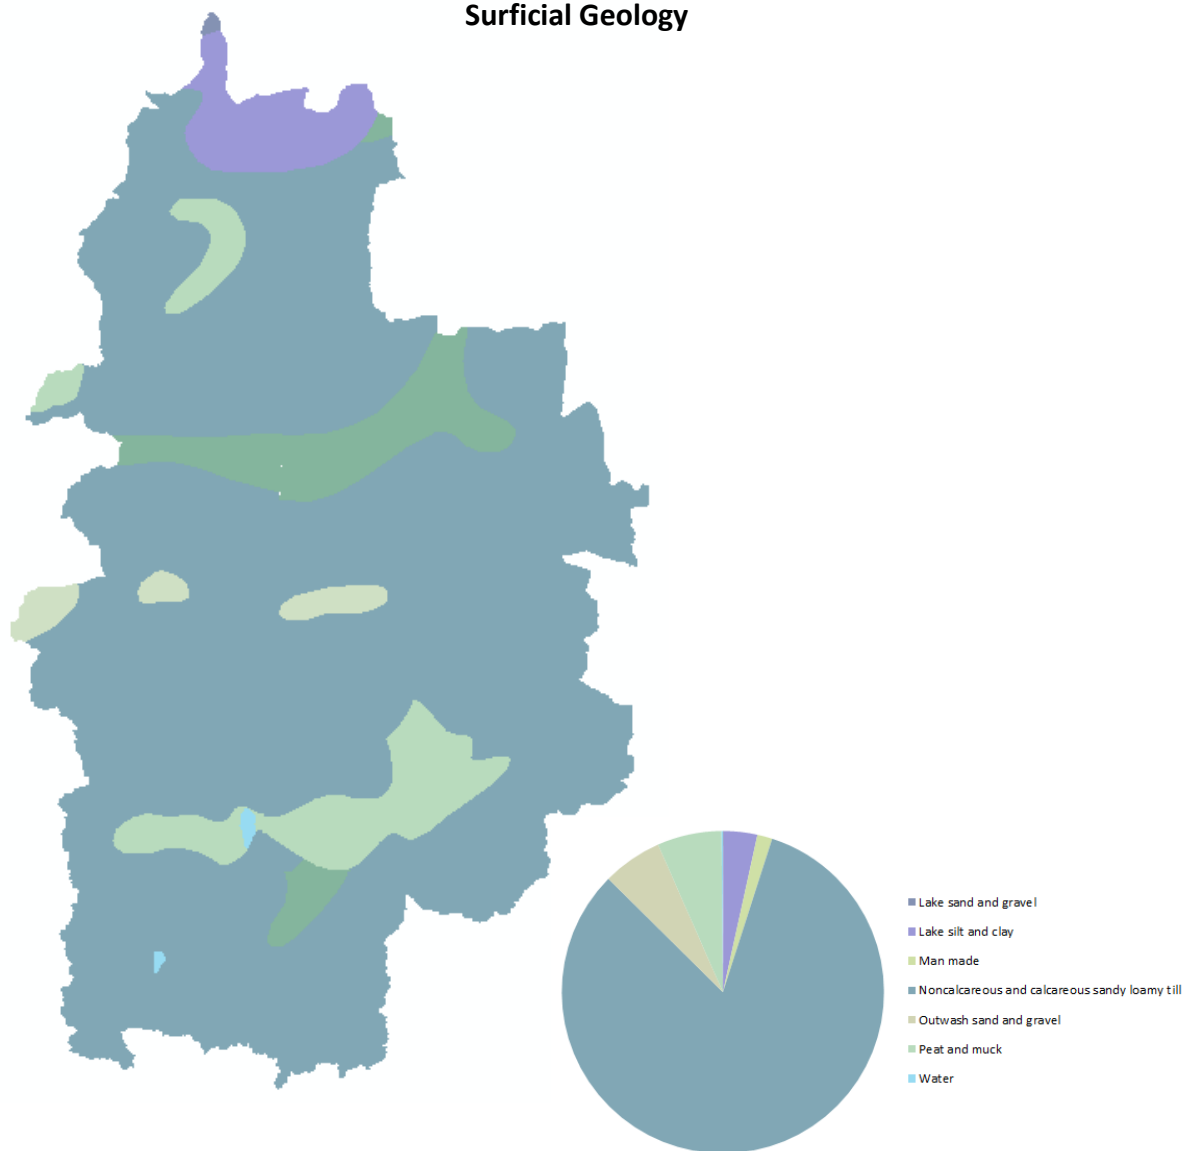 Surficial Geology
Lake sand and gravel
Lake silt and clay
Man made
Noncalcareous and calcareous sandy loamy till
Outwash sand and gravel
Peat and muck
Water